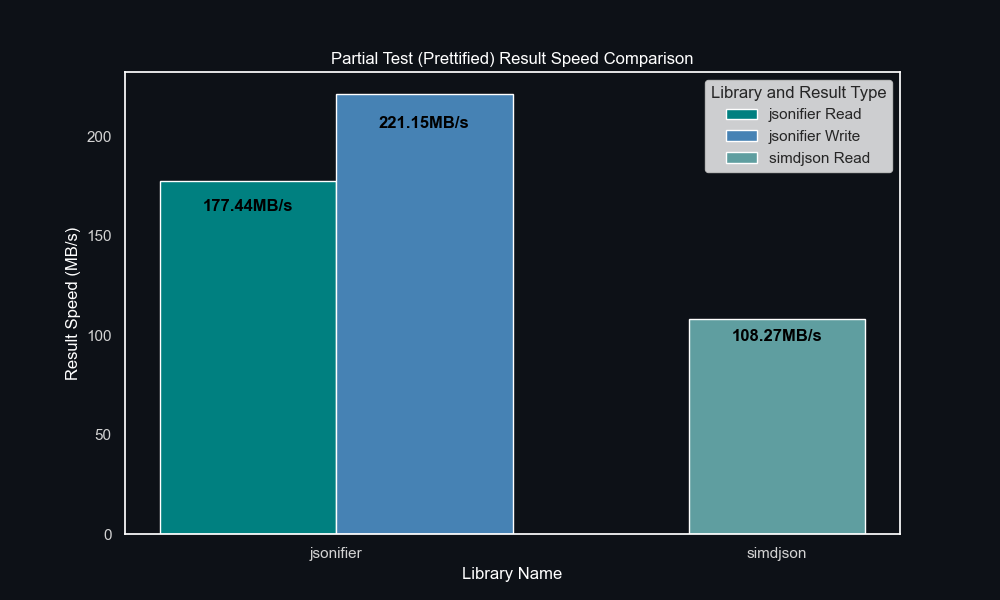 Partial Test (Prettified) Result Speed Comparison
Library and Result Type
jsonifier Read
jsonifier Write
simdjson Read
221.15MB/s
177.44MB/s
108.27MB/s
Result Speed (MB/s)
200
150
100
50
0
jsonifier
simdjson
Library Name